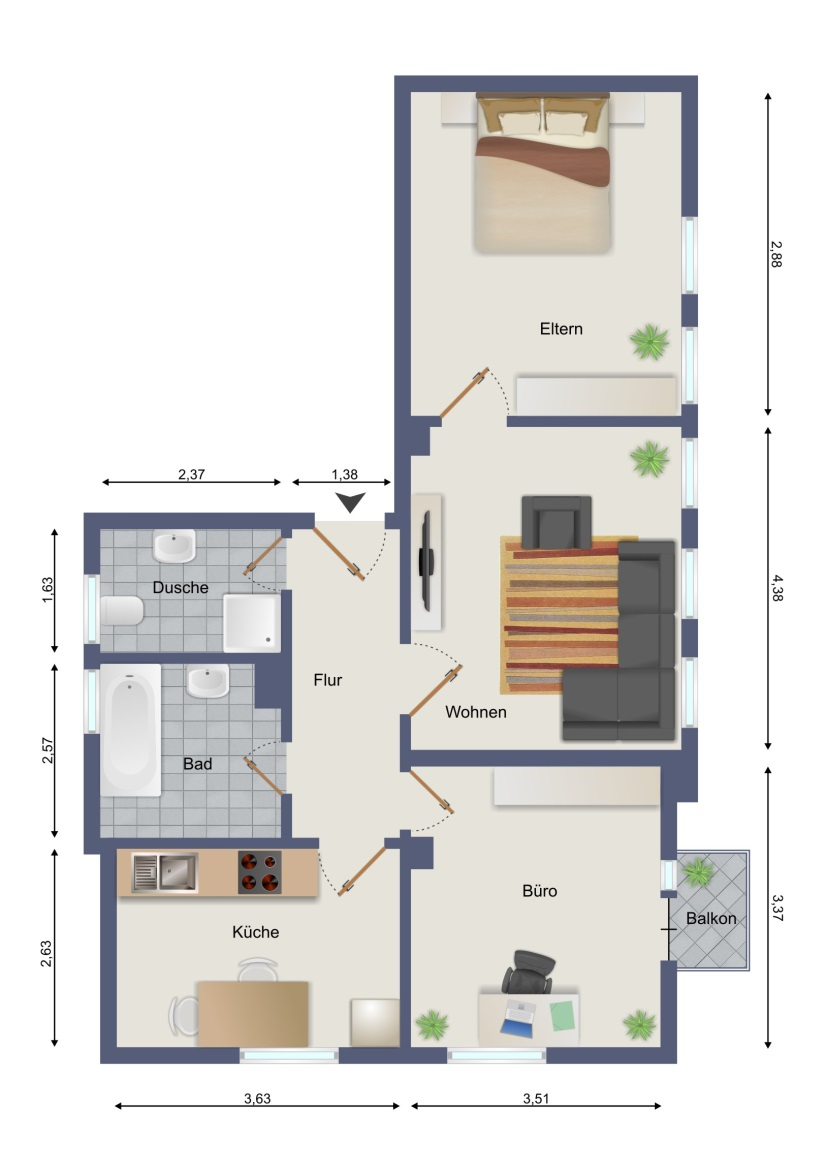 2,88
Eltern
2,37
1,38
4,38
1,63
Dusche
Flur
Wohnen
2,57
Bad
Büro
3,37
Balkon
Küche
2,63
3,63
3,51